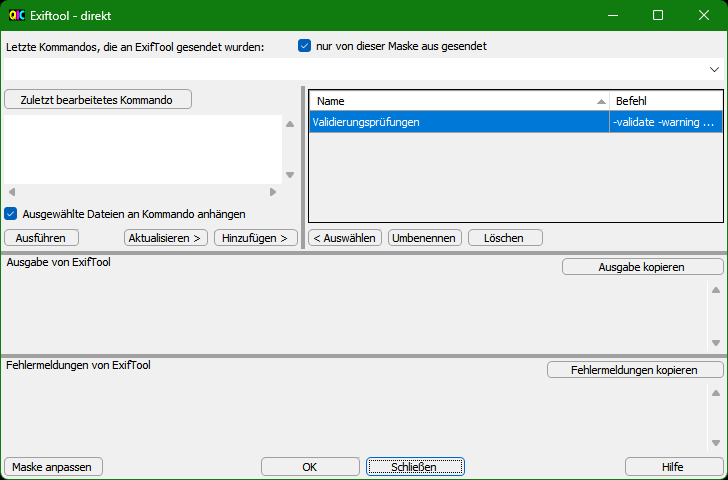 QIC Exiftool - direkt
Letzte Kommandos, die an ExifTool gesendet wurden:
nur von dieser Maske aus gesendet
Zuletzt bearbeitetes Kommando
Name
Befehl
Validierungsprüfungen
-validate -warning ...
Ausgewählte Dateien an Kommando anhängen
Ausführen
Aktualisieren >
Hinzufügen >
< Auswählen
Umbenennen
Löschen
Ausgabe von ExifTool
Ausgabe kopieren
Fehlermeldungen von ExifTool
Fehlermeldungen kopieren
Maske anpassen
OK
Schließen
Hilfe